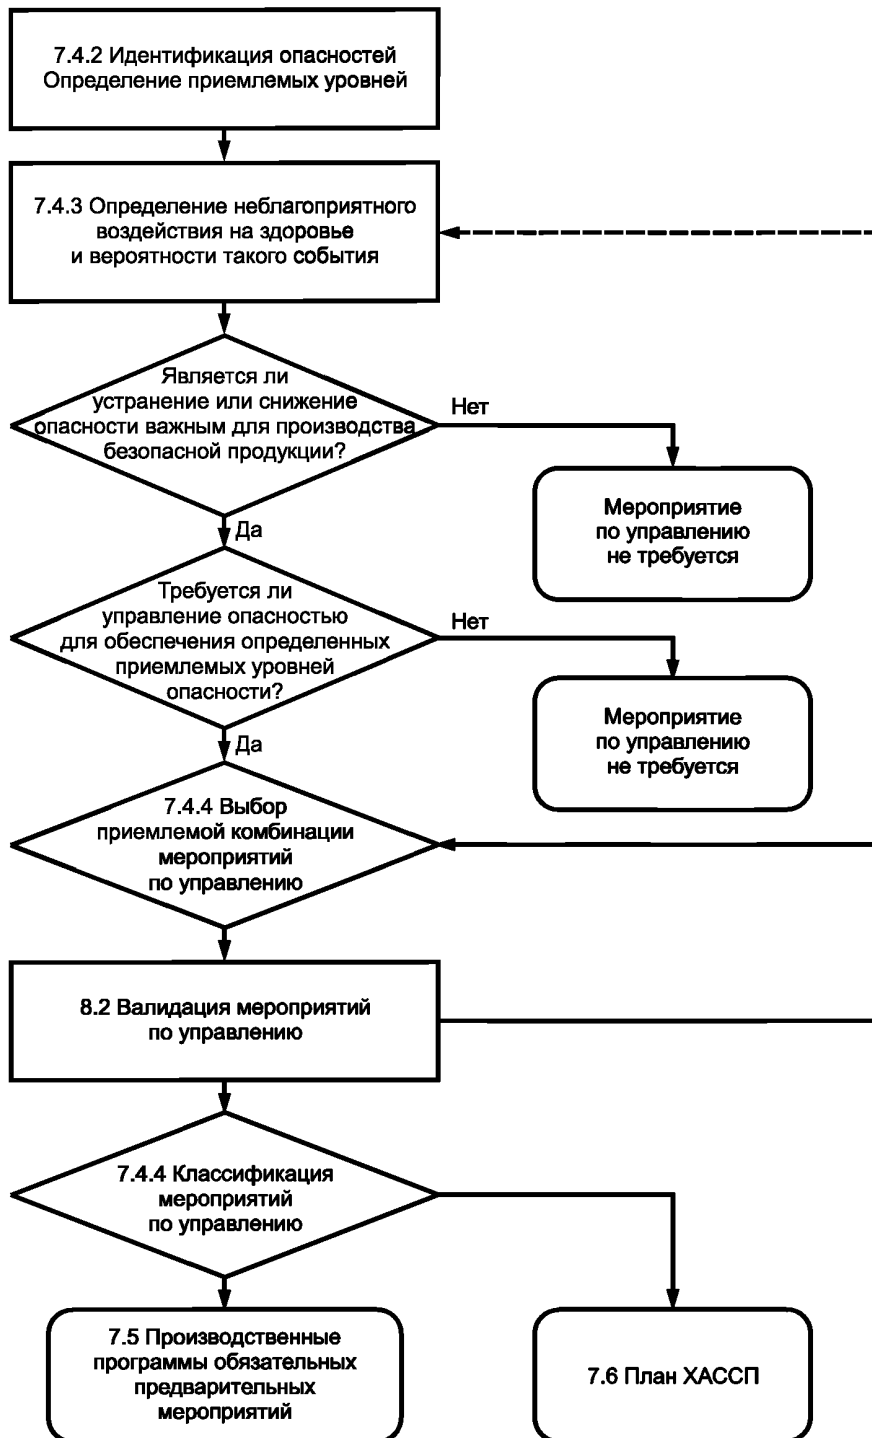 7.4.2 Идентификация опасностей
Определение приемлемых уровней
7.4.3 Определение неблагоприятного
воздействия на здоровье
и вероятности такого события
Является ли
устранение или снижение
опасности важным для производства
безопасной продукции?
Нет
Мероприятие
по управлению
не требуется
Да
Требуется ли
управление опасностью
для обеспечения определенных
приемлемых уровней
опасности?
Нет
Мероприятие
по управлению
не требуется
Да
7.4.4 Выбор
приемлемой комбинации
мероприятий
по управлению
8.2 Валидация мероприятий
по управлению
7.4.4 Классификация
мероприятий
по управлению
7.5 Производственные
программы обязательных
предварительных
мероприятий
7.6 План ХАССП